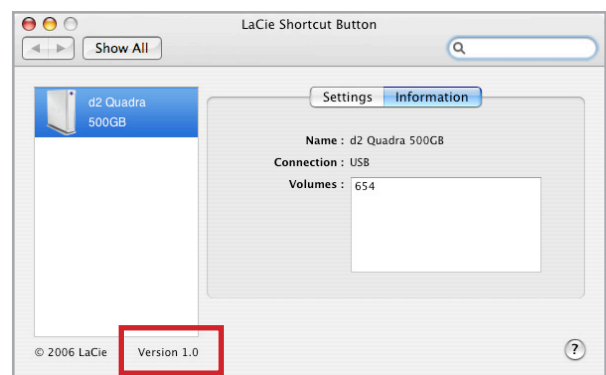 LaCie Shortcut Button
Show All
d2 Quadra
500GB
Settings Information
Name : d2 Quadra 500GB
Connection : USB
Volumes : 654
© 2006 LaCie Version 1.0 ?